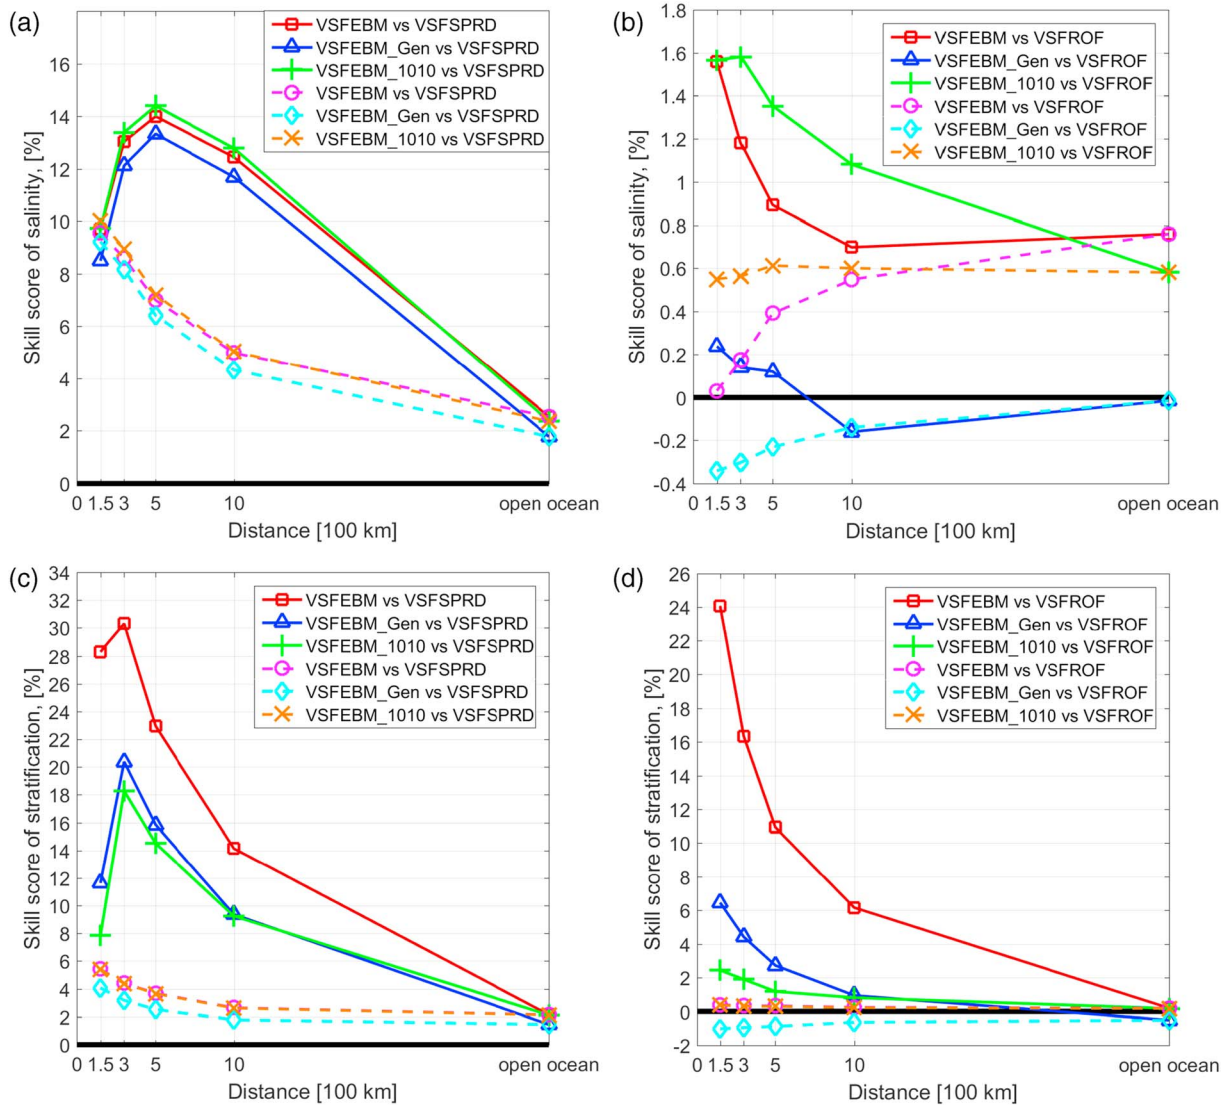 (a)
VSFEBM vs VSFSPRD
VSFEBM_Gen vs VSFSPRD
VSFEBM_1010 vs VSFSPRD
VSFEBM vs VSFSPRD
VSFEBM_Gen vs VSFSPRD
VSFEBM_1010 vs VSFSPRD
Skill score of salinity, [%]
16
14
12
10
8
6
4
2
0
0 1.5 3 5 10 open ocean
Distance [100 km]
(b)
VSFEBM vs VSFROF
VSFEBM_Gen vs VSFROF
VSFEBM_1010 vs VSFROF
VSFEBM vs VSFROF
VSFEBM_Gen vs VSFROF
VSFEBM_1010 vs VSFROF
Skill score of salinity, [%]
1.8
1.6
1.4
1.2
1
0.8
0.6
0.4
0.2
0
-0.2
-0.4
0 1.5 3 5 10 open ocean
Distance [100 km]
(c)
VSFEBM vs VSFSPRD
VSFEBM_Gen vs VSFSPRD
VSFEBM_1010 vs VSFSPRD
VSFEBM vs VSFSPRD
VSFEBM_Gen vs VSFSPRD
VSFEBM_1010 vs VSFSPRD
Skill score of stratification, [%]
34
32
30
28
26
24
22
20
18
16
14
12
10
8
6
4
2
0
0 1.5 3 5 10 open ocean
Distance [100 km]
(d)
VSFEBM vs VSFROF
VSFEBM_Gen vs VSFROF
VSFEBM_1010 vs VSFROF
VSFEBM vs VSFROF
VSFEBM_Gen vs VSFROF
VSFEBM_1010 vs VSFROF
Skill score of stratification, [%]
26
24
22
20
18
16
14
12
10
8
6
4
2
0
-2
0 1.5 3 5 10 open ocean
Distance [100 km]